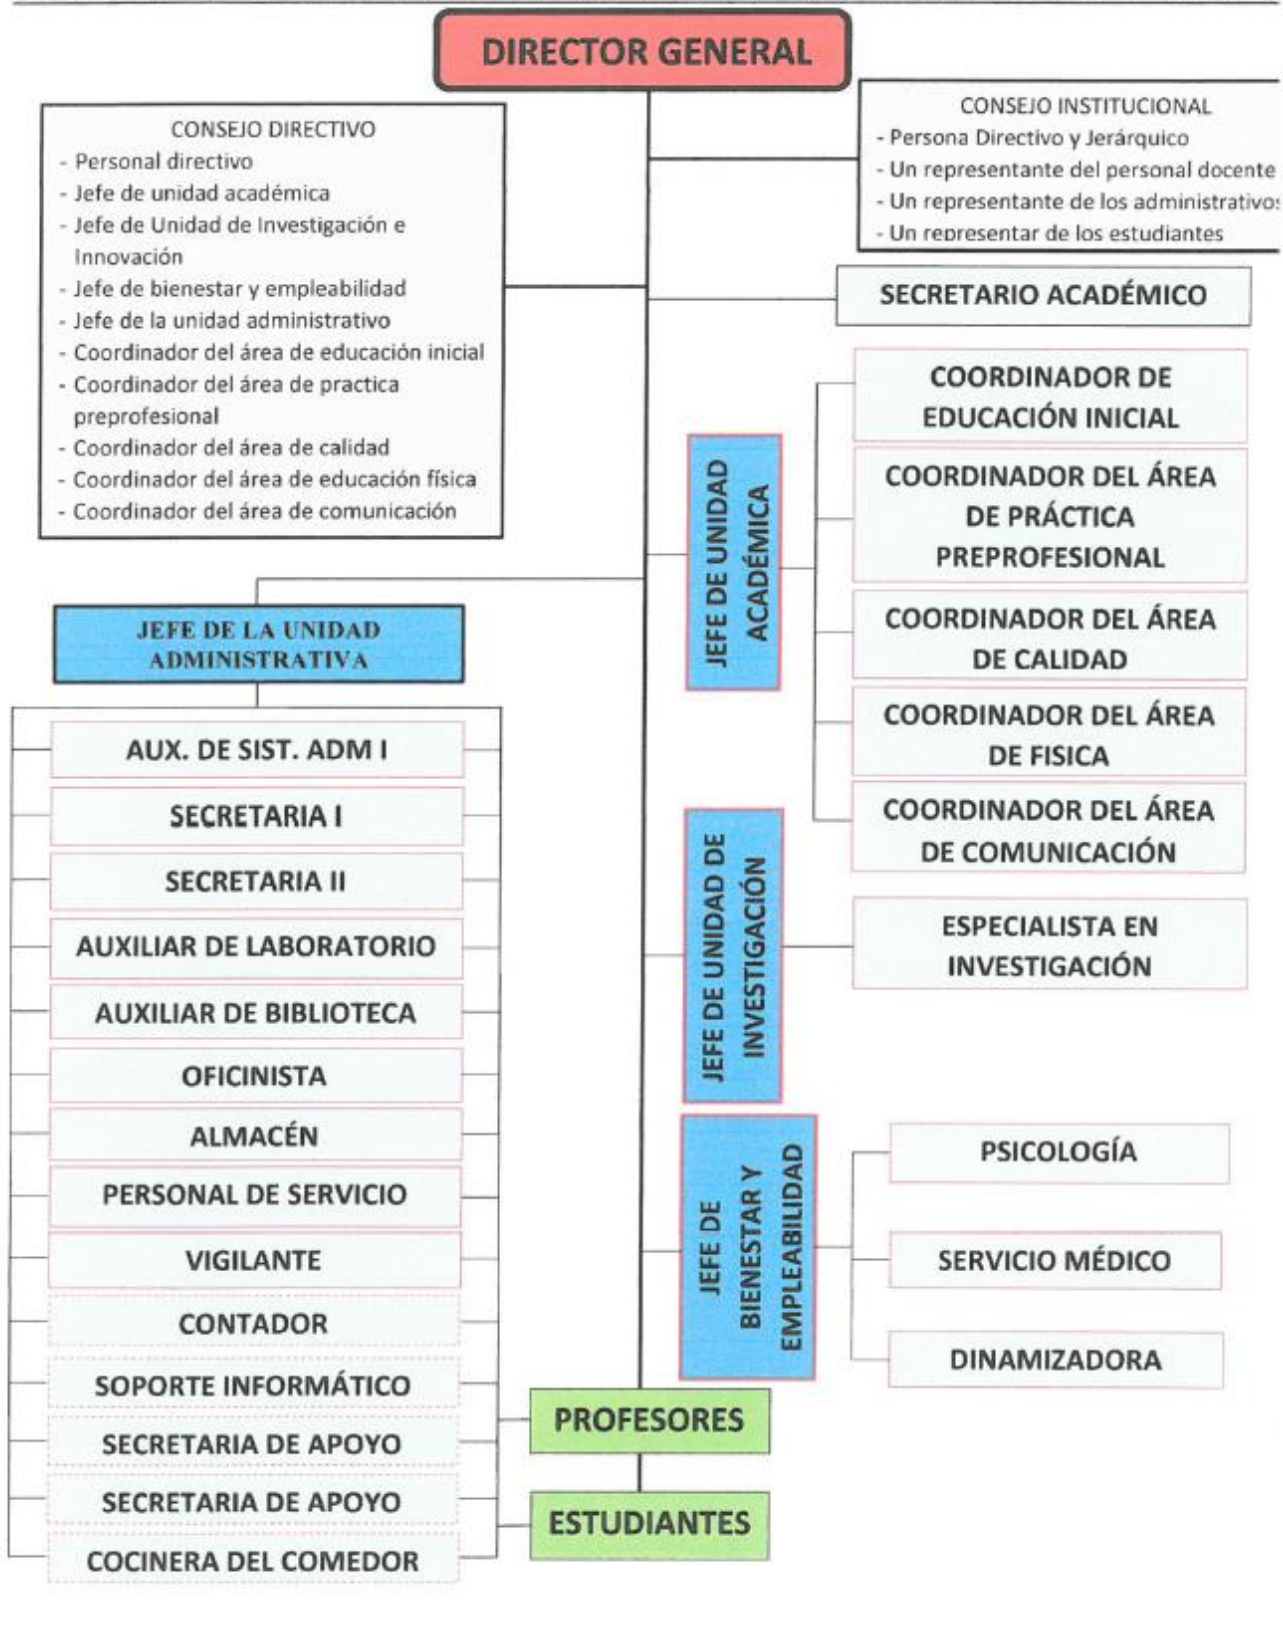 DIRECTOR GENERAL
CONSEJO DIRECTIVO
- Personal directivo
- Jefe de unidad académica
- Jefe de Unidad de Investigación e
Innovación
- Jefe de bienestar y empleabilidad
- Jefe de la unidad administrativo
- Coordinador del área de educación inicial
- Coordinador del área de practica
preprofesional
- Coordinador del área de calidad
- Coordinador del área de educación física
- Coordinador del área de comunicación
CONSEJO INSTITUCIONAL
- Persona Directivo y Jerárquico
- Un representante del personal docente
- Un representante de los administrativos
- Un representar de los estudiantes
SECRETARIO ACADÉMICO
JEFE DE UNIDAD
ACADÉMICA
COORDINADOR DE
EDUCACIÓN INICIAL
COORDINADOR DEL ÁREA
DE PRÁCTICA
PREPROFESIONAL
COORDINADOR DEL ÁREA
DE CALIDAD
COORDINADOR DEL ÁREA
DE FISICA
COORDINADOR DEL ÁREA
DE COMUNICACIÓN
JEFE DE LA UNIDAD
ADMINISTRATIVA
AUX. DE SIST. ADM I
SECRETARIA I
SECRETARIA II
AUXILIAR DE LABORATORIO
AUXILIAR DE BIBLIOTECA
OFICINISTA
ALMACÉN
PERSONAL DE SERVICIO
VIGILANTE
CONTADOR
SOPORTE INFORMÁTICO
SECRETARIA DE APOYO
SECRETARIA DE APOYO
COCINERA DEL COMEDOR
JEFE DE UNIDAD DE
INVESTIGACIÓN
ESPECIALISTA EN
INVESTIGACIÓN
JEFE DE
BIENESTAR Y
EMPLEABILIDAD
PSICOLOGÍA
SERVICIO MÉDICO
DINAMIZADORA
PROFESORES
ESTUDIANTES